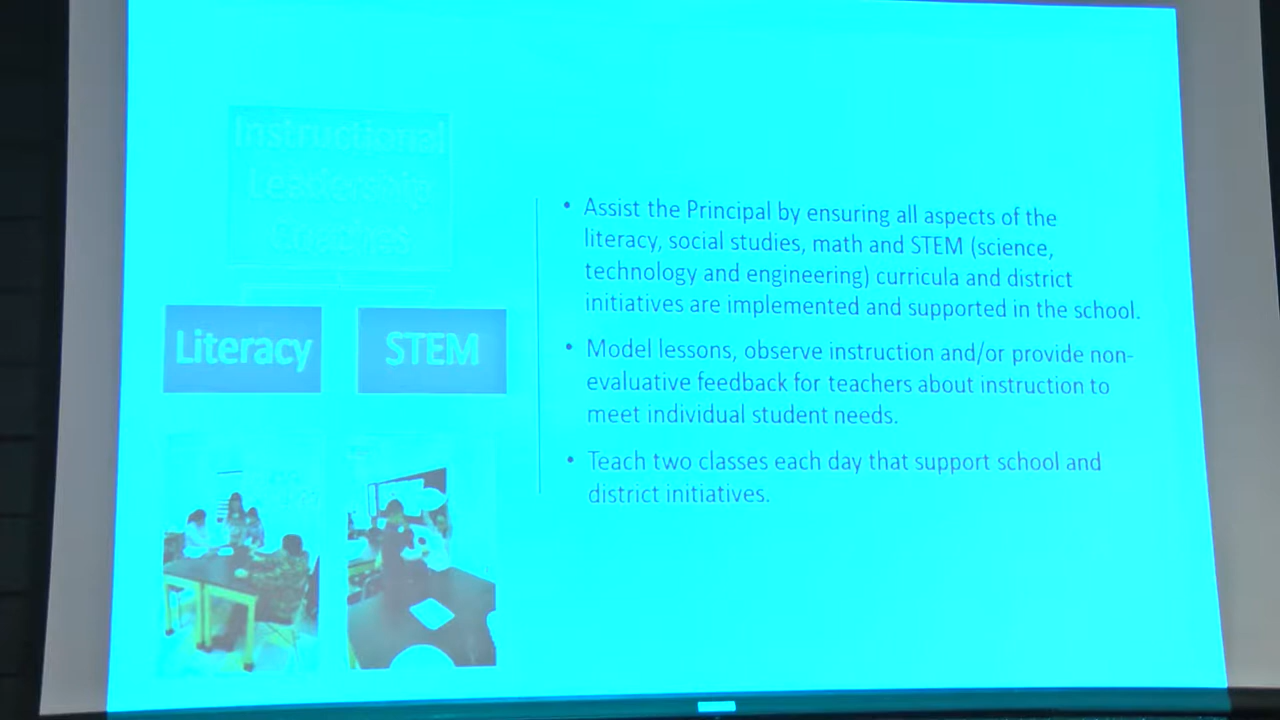 Instructional
Leadership
Coaches
Literacy
STEM
• Assist the Principal by ensuring all aspects of the
literacy, social studies, math and STEM (science,
technology and engineering) curricula and district
initiatives are implemented and supported in the school.
• Model lessons, observe instruction and/or provide non-
evaluative feedback for teachers about instruction to
meet individual student needs.
• Teach two classes each day that support school and
district initiatives.